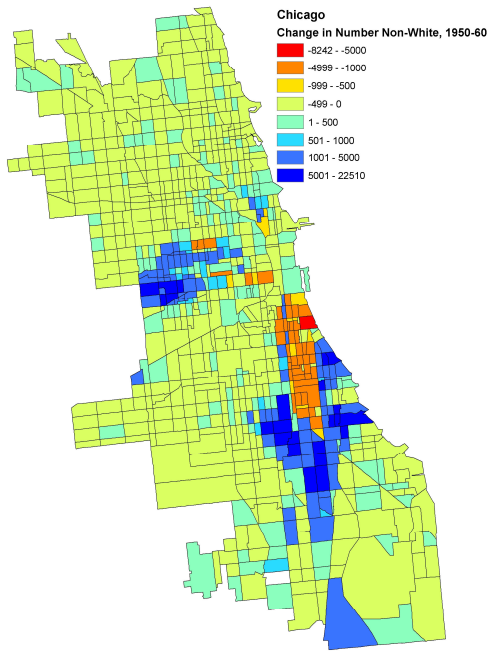 Chicago
Change in Number Non-White, 1950-60
-8242 - -5000
-4999 - -1000
-999 - -500
-499 - 0
1 - 500
501 - 1000
1001 - 5000
5001 - 22510